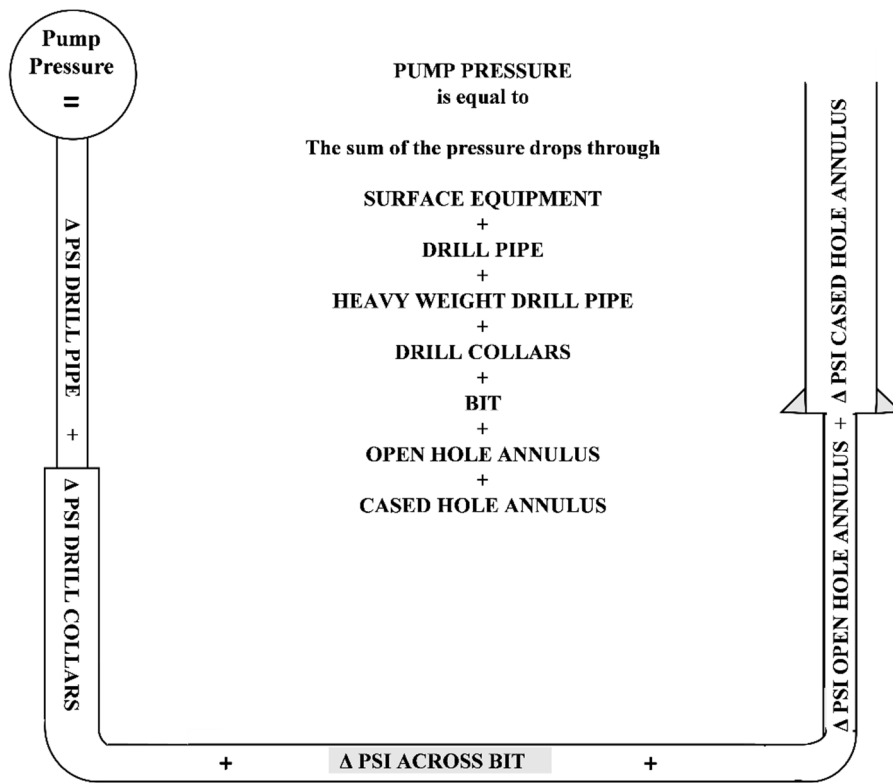 Pump
Pressure
=
Δ PSI DRILL PIPE +
Δ PSI DRILL COLLARS
PUMP PRESSURE
is equal to
The sum of the pressure drops through
SURFACE EQUIPMENT
+
DRILL PIPE
+
HEAVY WEIGHT DRILL PIPE
+
DRILL COLLARS
+
BIT
+
OPEN HOLE ANNULUS
+
CASED HOLE ANNULUS
+ Δ PSI ACROSS BIT +
Δ PSI OPEN HOLE ANNULUS + Δ PSI CASED HOLE ANNULUS